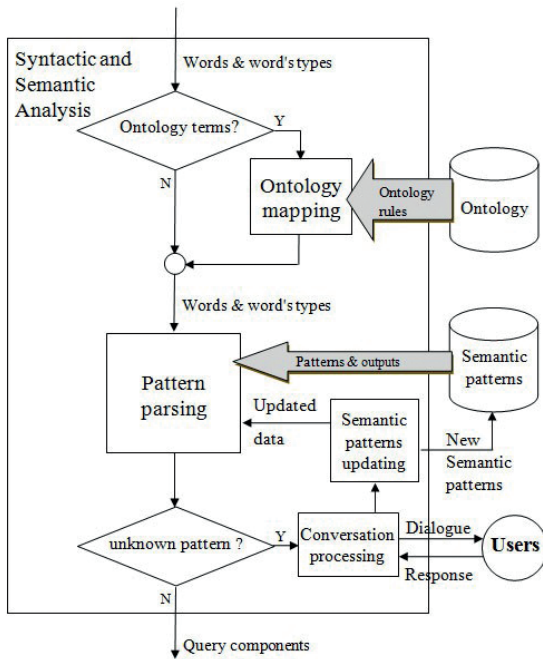 Syntactic and
Semantic
Analysis
Words & word's types
Ontology terms?
Y
N
Ontology
mapping
Ontology
rules
Ontology
Words & word's types
Pattern
parsing
Patterns & outputs
Semantic
patterns
Updated
data
Semantic
patterns
updating
New
Semantic
patterns
unknown pattern ?
Y
N
Conversation
processing
Dialogue
Response
Users
Query components